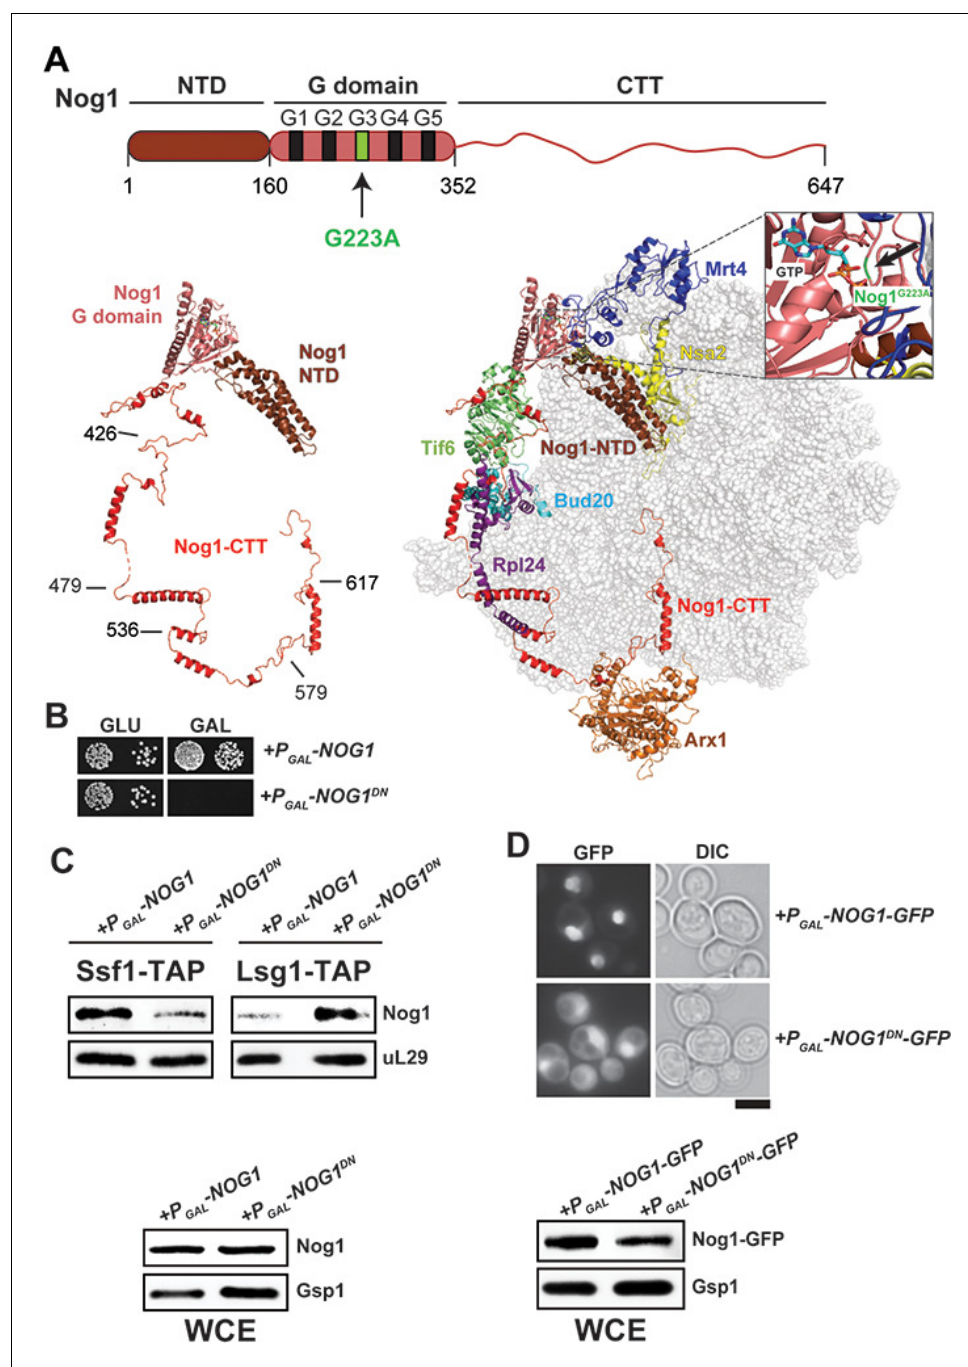 A
NTD G domain CTT
Nog1
G1 G2 G3 G4 G5
1 160 352 647
G223A
GTP
Nog1G223A
Mrt4
Nog1
G domain
Nog1
NTD
Nsa2
426
Tif6
Nog1-NTD
Bud20
Nog1-CTT
Rpl24
479
617
Nog1-CTT
536
579
Arx1
B
GLU GAL
+PGAL-NOG1
+PGAL-NOG1DN
C
+PGAL-NOG1 +PGAL-NOG1DN +PGAL-NOG1 +PGAL-NOG1DN
Ssf1-TAP Lsg1-TAP
Nog1
uL29
+PGAL-NOG1 +PGAL-NOG1DN
Nog1
Gsp1
WCE
D
GFP DIC
+PGAL-NOG1-GFP
+PGAL-NOG1DN-GFP
+PGAL-NOG1-GFP +PGAL-NOG1DN-GFP
Nog1-GFP
Gsp1
WCE